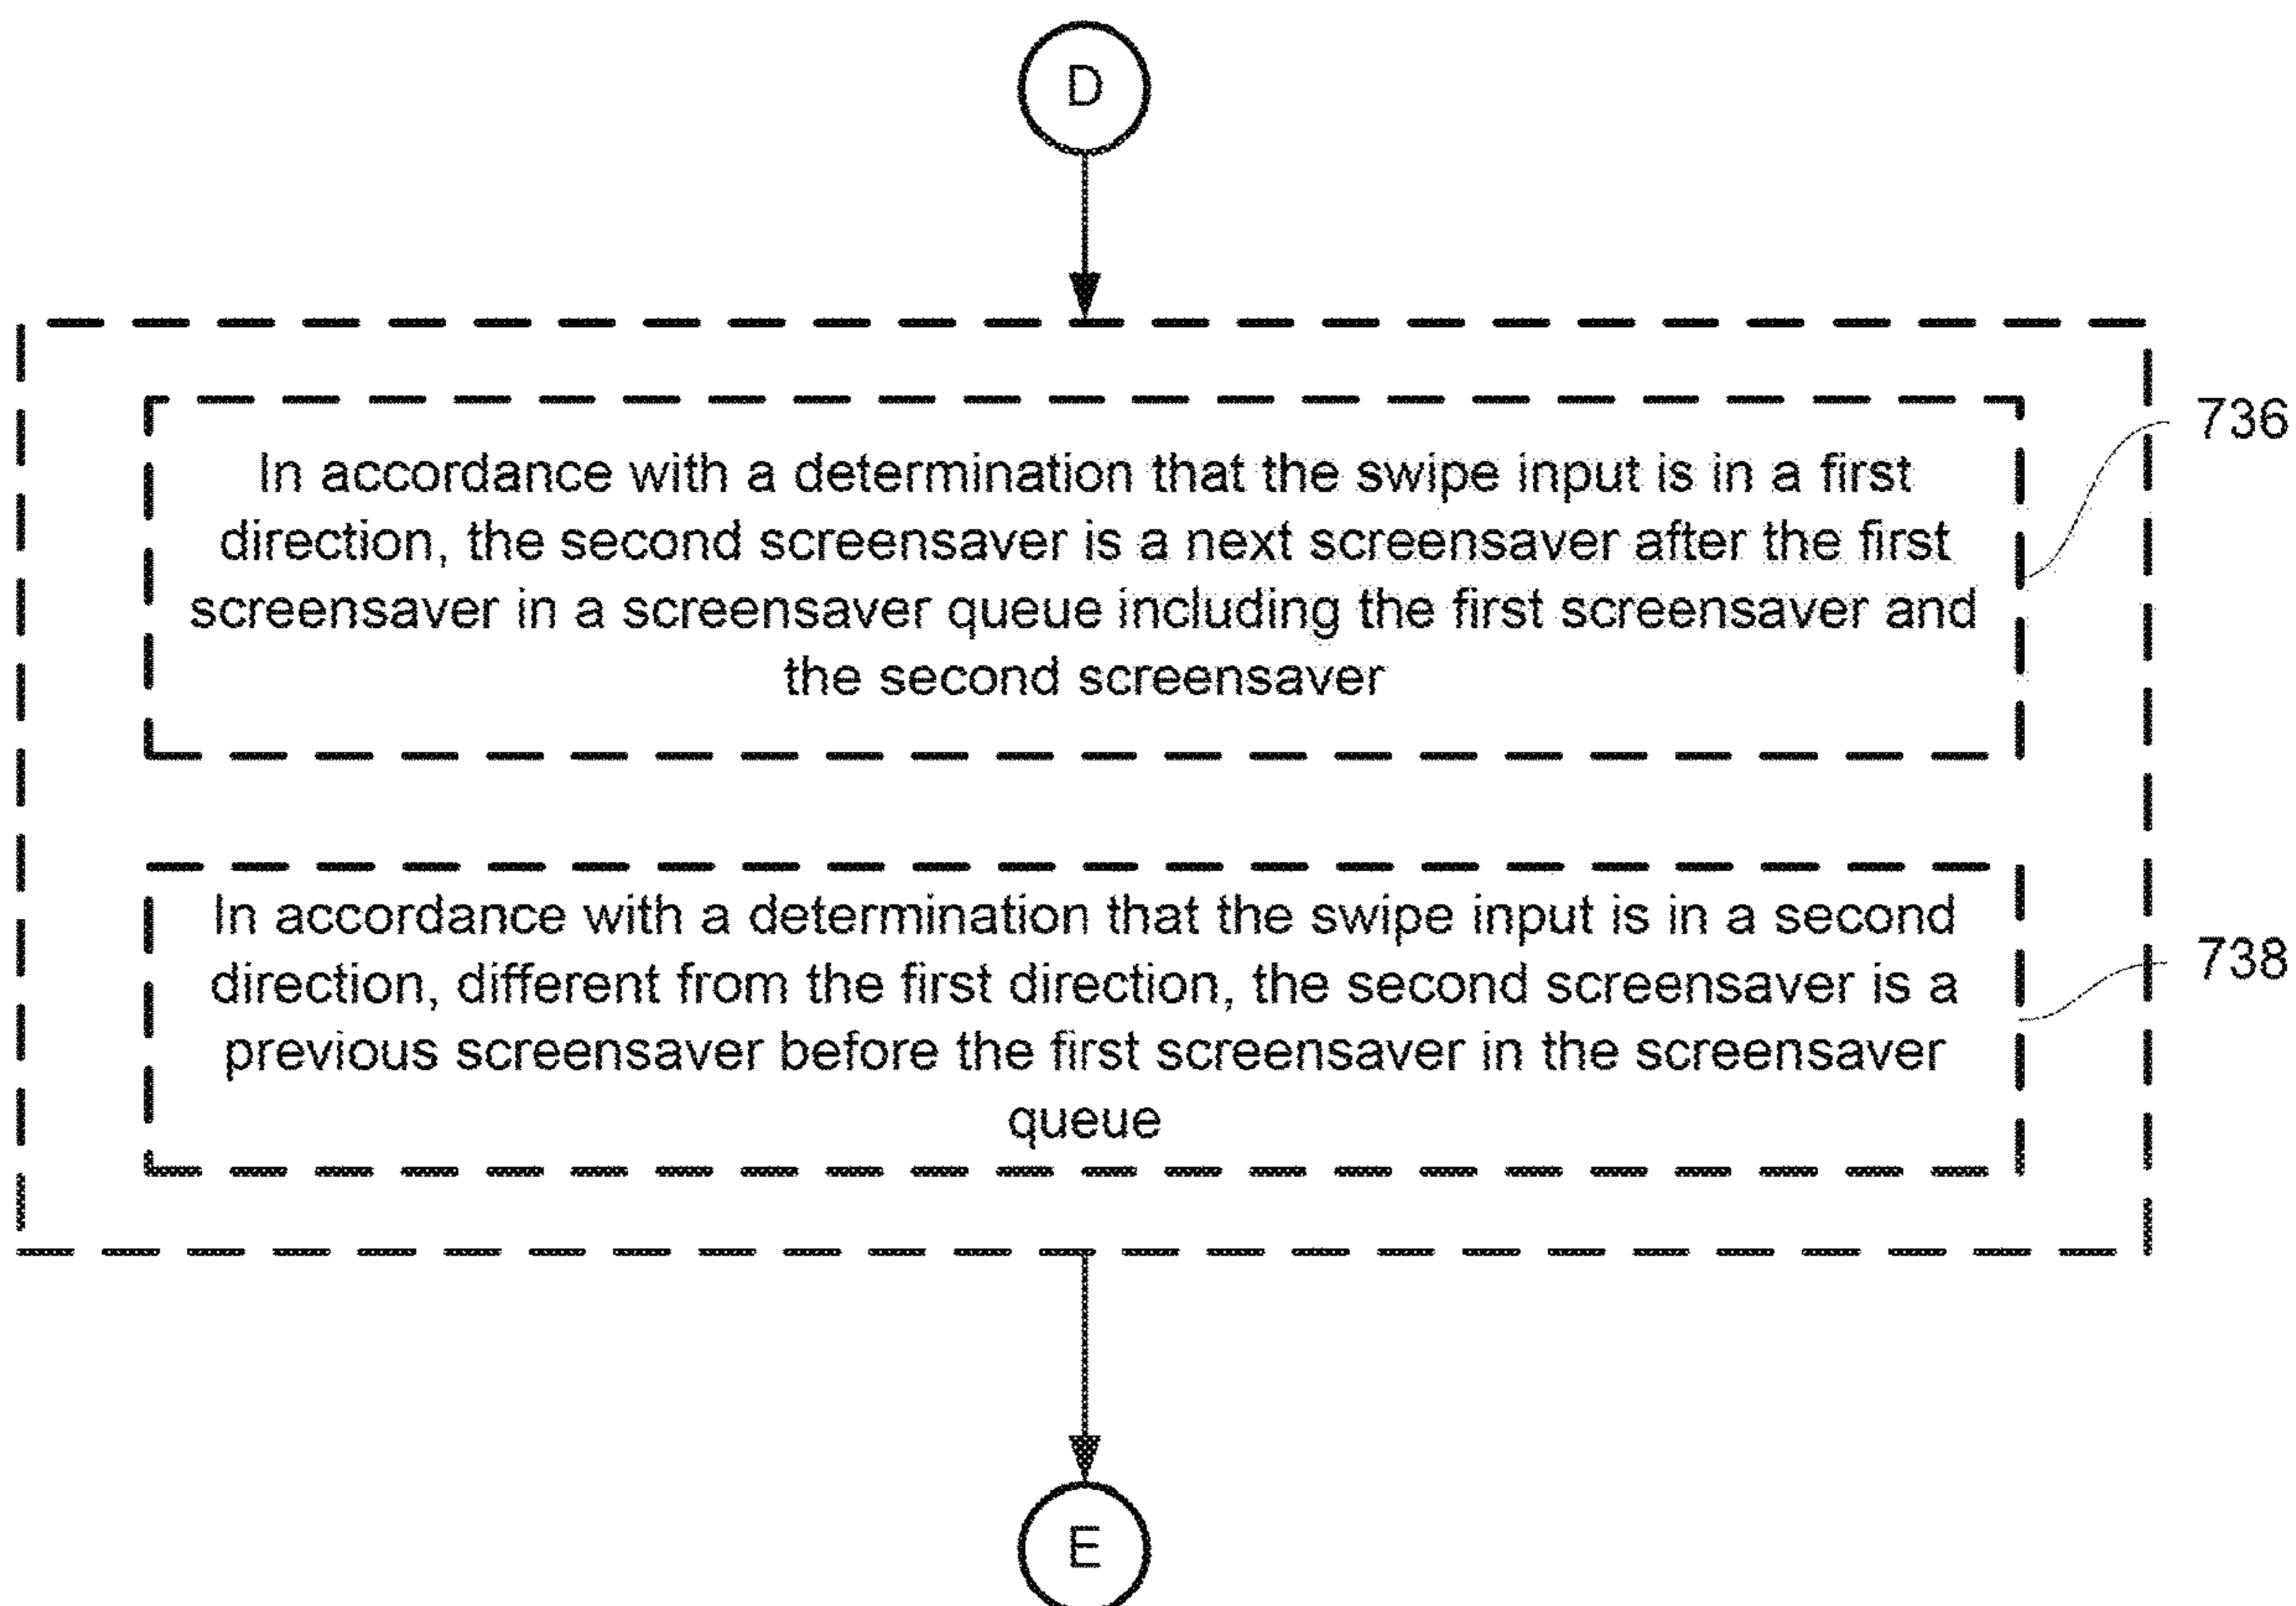 D
In accordance with a determination that the swipe input is in a first
direction, the second screensaver is a next screensaver after the first
screensaver in a screensaver queue including the first screensaver and
the second screensaver
736
In accordance with a determination that the swipe input is in a second
direction, different from the first direction, the second screensaver is a
previous screensaver before the first screensaver in the screensaver
queue
738
E